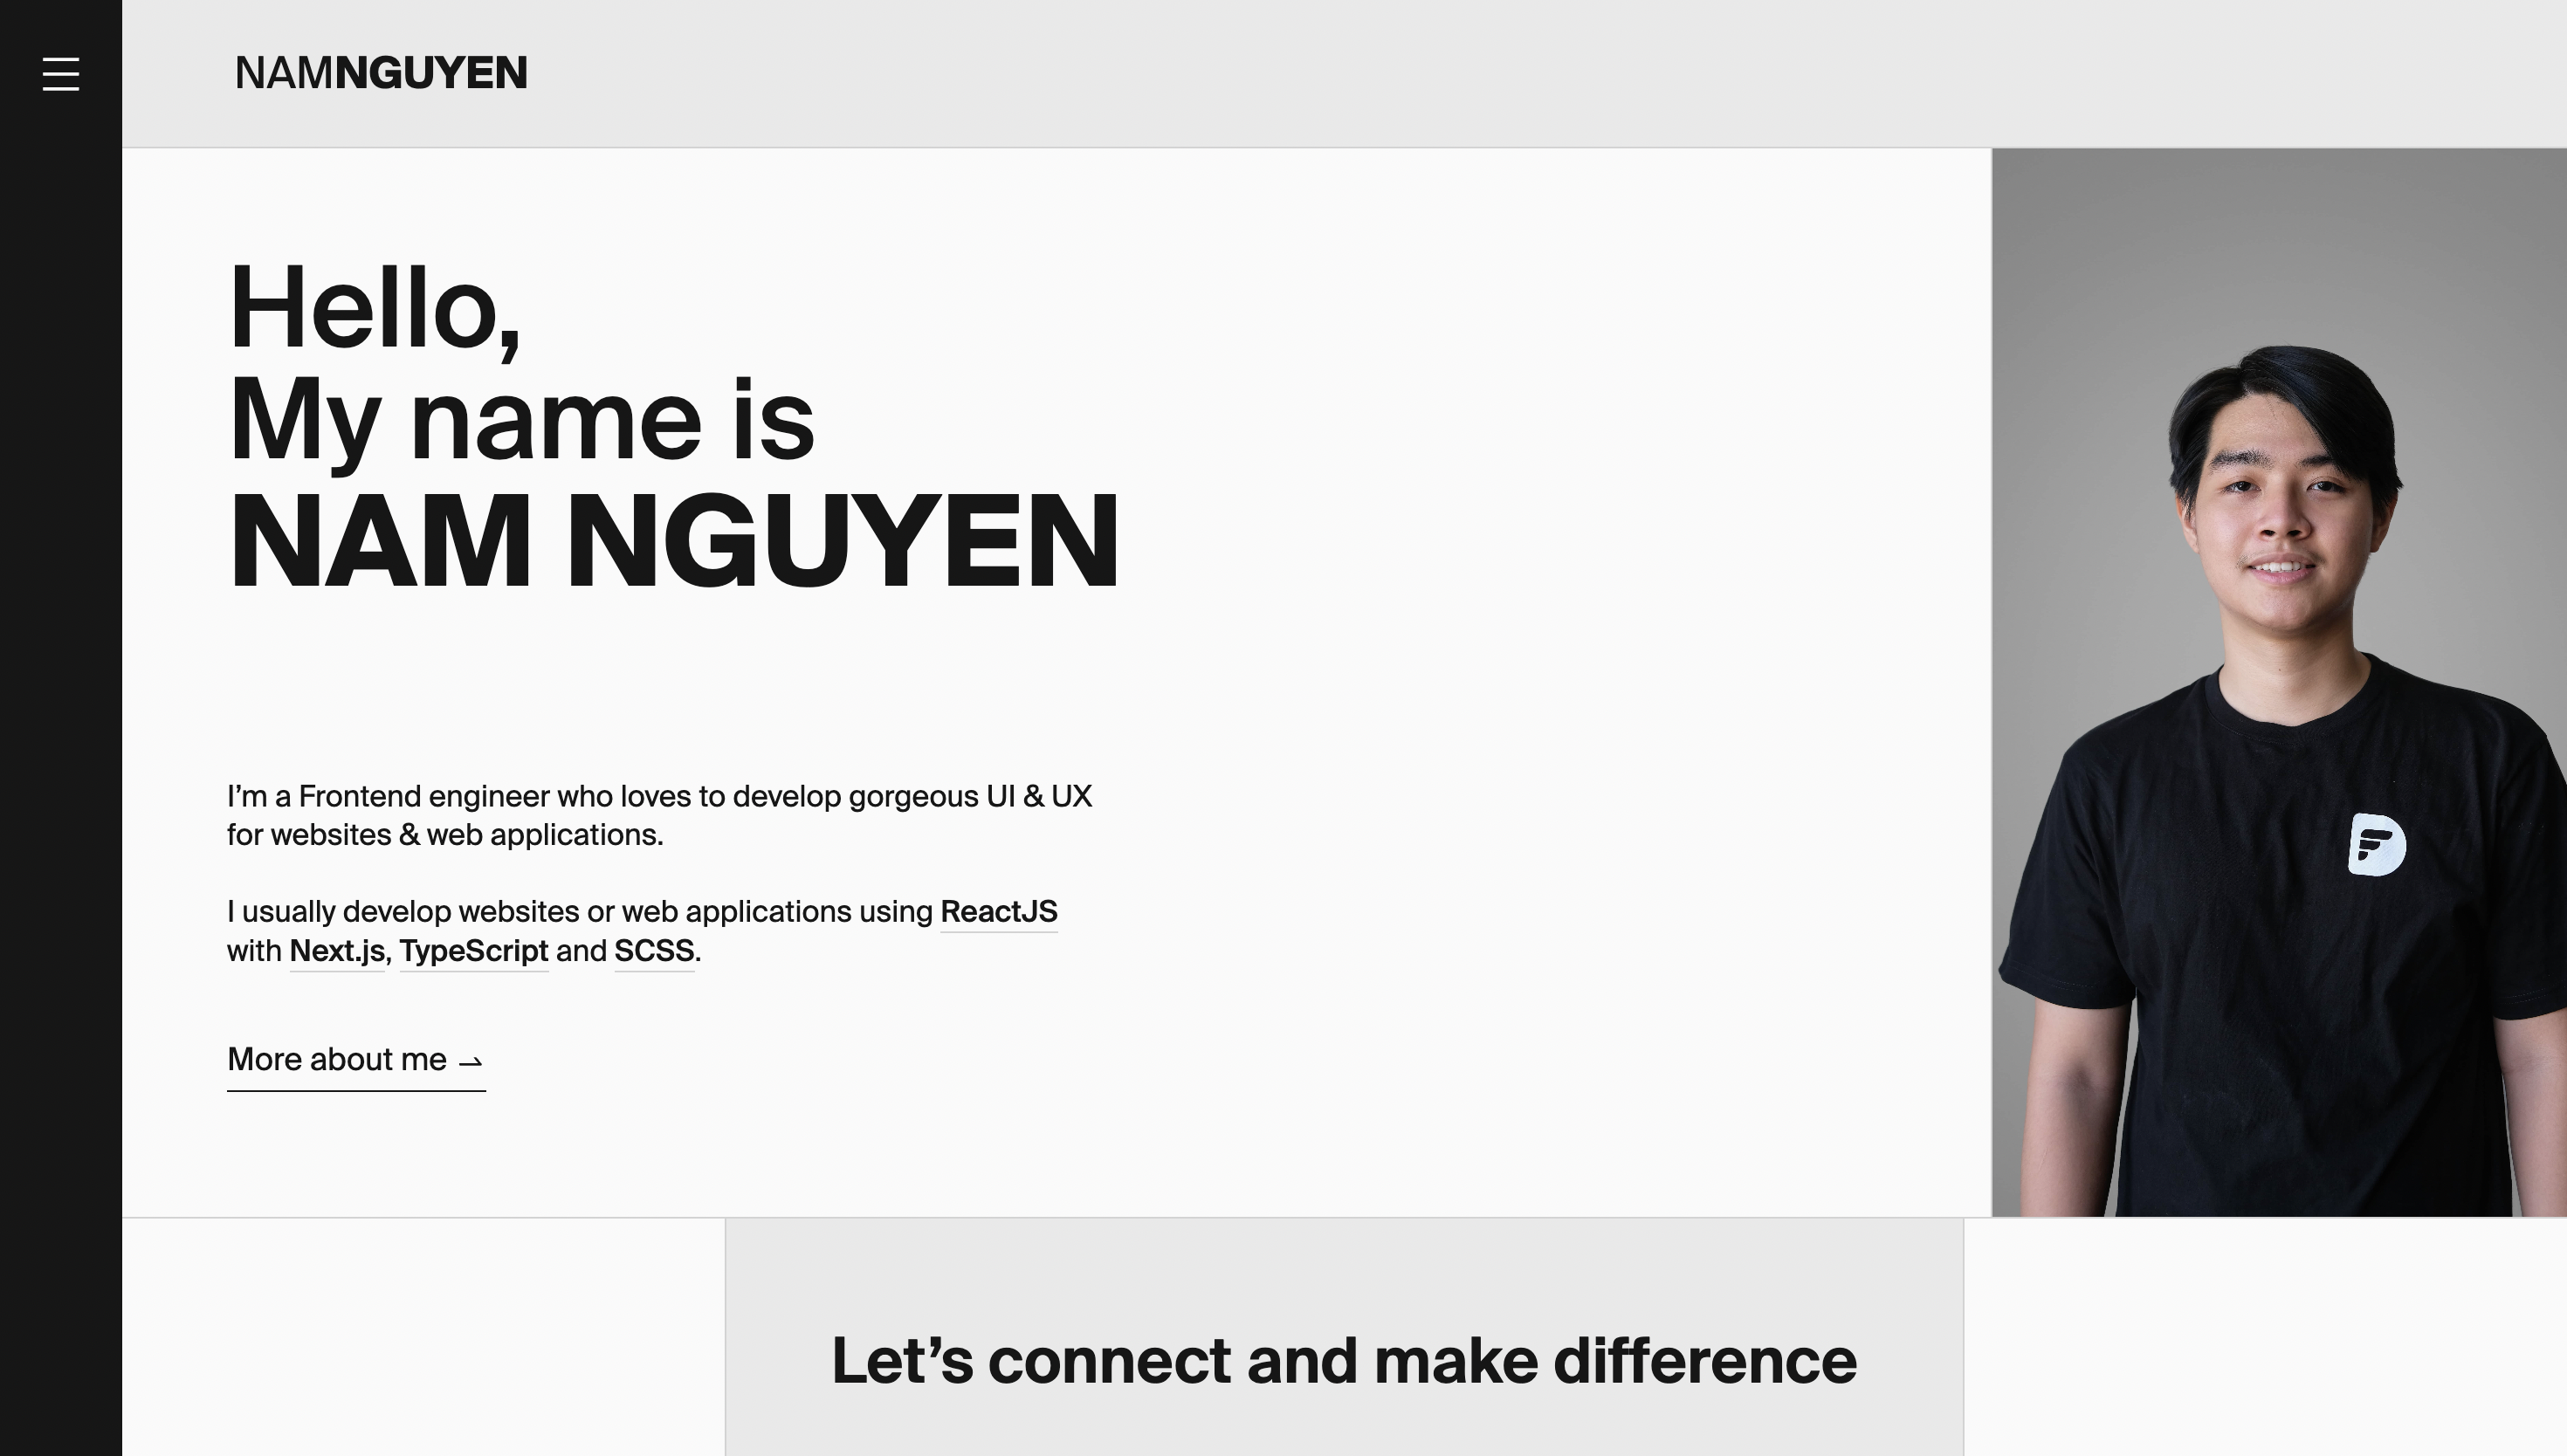 NAMNGUYEN
Hello,
My name is
NAM NGUYEN
I’m a Frontend engineer who loves to develop gorgeous UI & UX
for websites & web applications.
I usually develop websites or web applications using ReactJS
with Next.js, TypeScript and SCSS.
More about me
Let’s connect and make difference